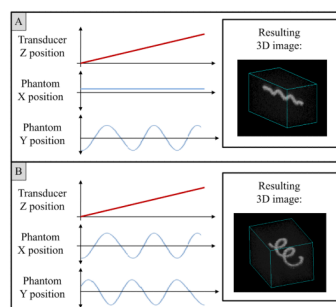 A
Transducer
Z position
Phantom
X position
Phantom
Y position
Resulting
3D image:
B
Transducer
Z position
Phantom
X position
Phantom
Y position
Resulting
3D image: